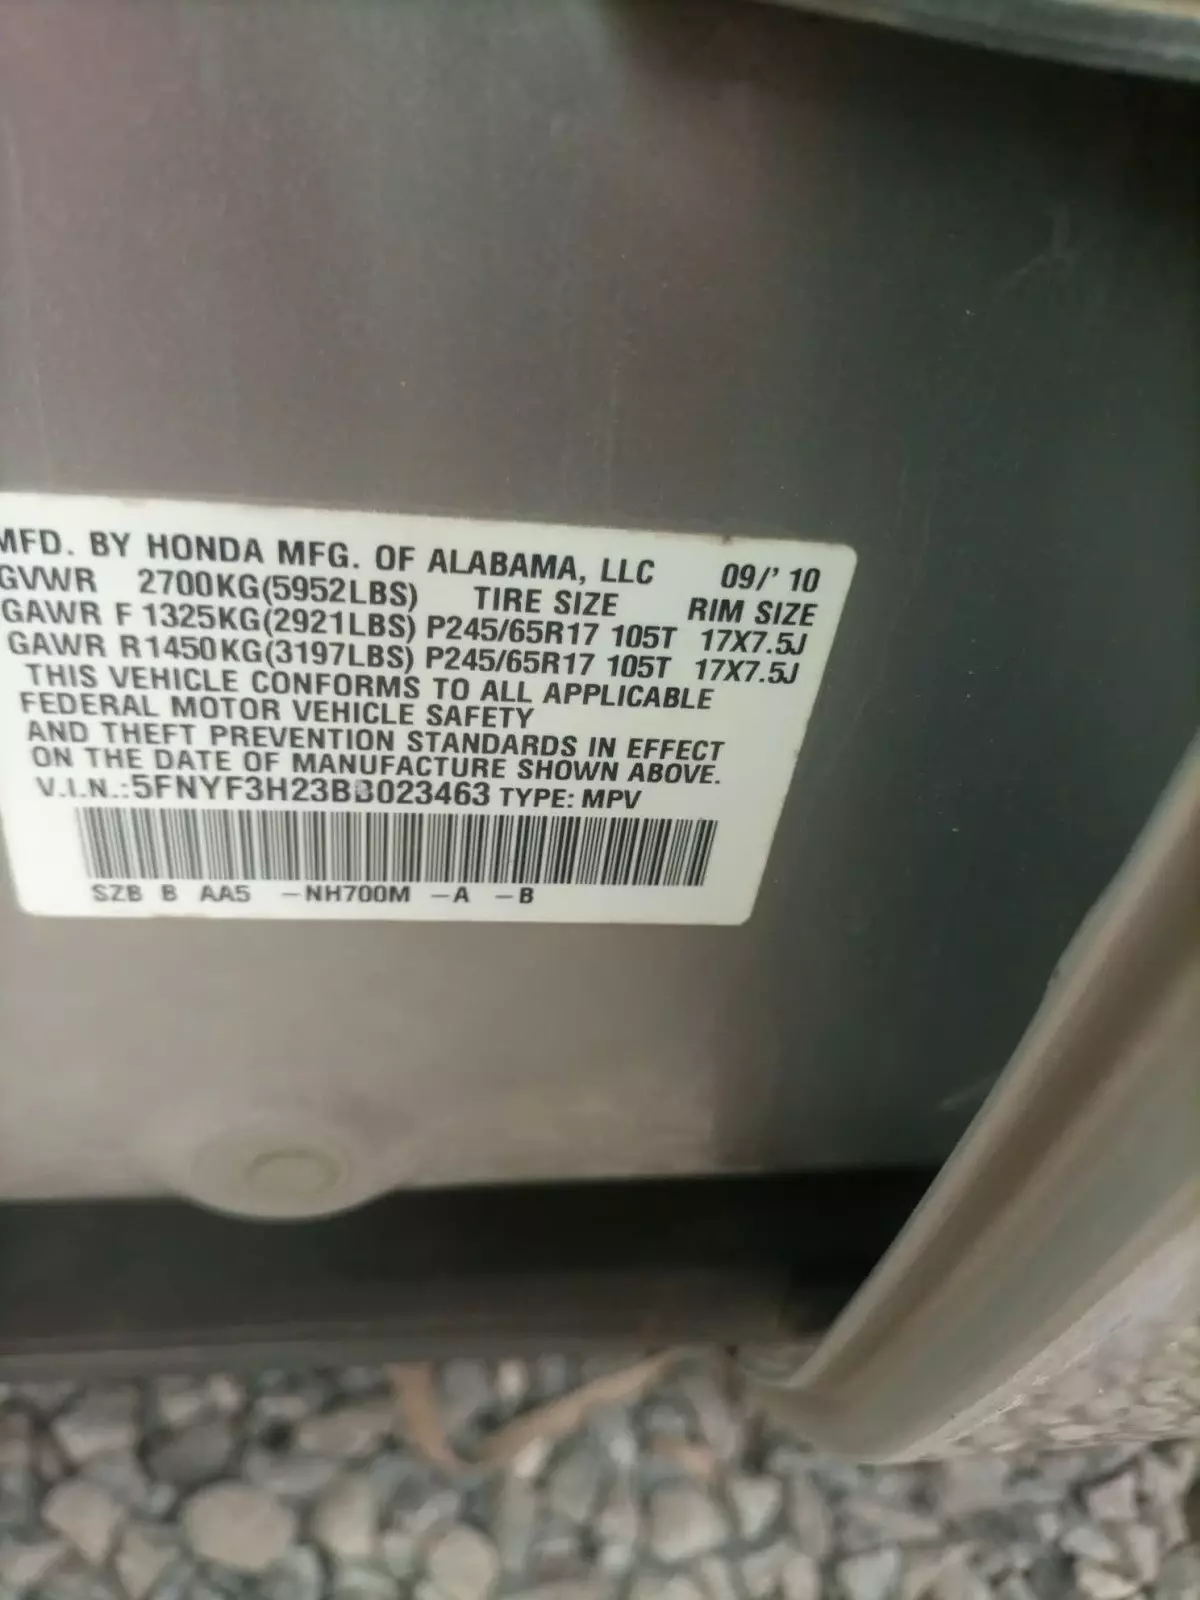 MFD. BY HONDA MFG. OF ALABAMA, LLC 09/' 10
GVWR 2700KG(5952LBS) TIRE SIZE RIM SIZE
GAWR F 1325KG(2921LBS) P245/65R17 105T 17X7.5J
GAWR R 1450KG(3197LBS) P245/65R17 105T 17X7.5J
THIS VEHICLE CONFORMS TO ALL APPLICABLE
FEDERAL MOTOR VEHICLE SAFETY
AND THEFT PREVENTION STANDARDS IN EFFECT
ON THE DATE OF MANUFACTURE SHOWN ABOVE.
V.I.N.:5FNYF3H23BB023463 TYPE: MPV
SZB B AA5 –NH700M –A –B